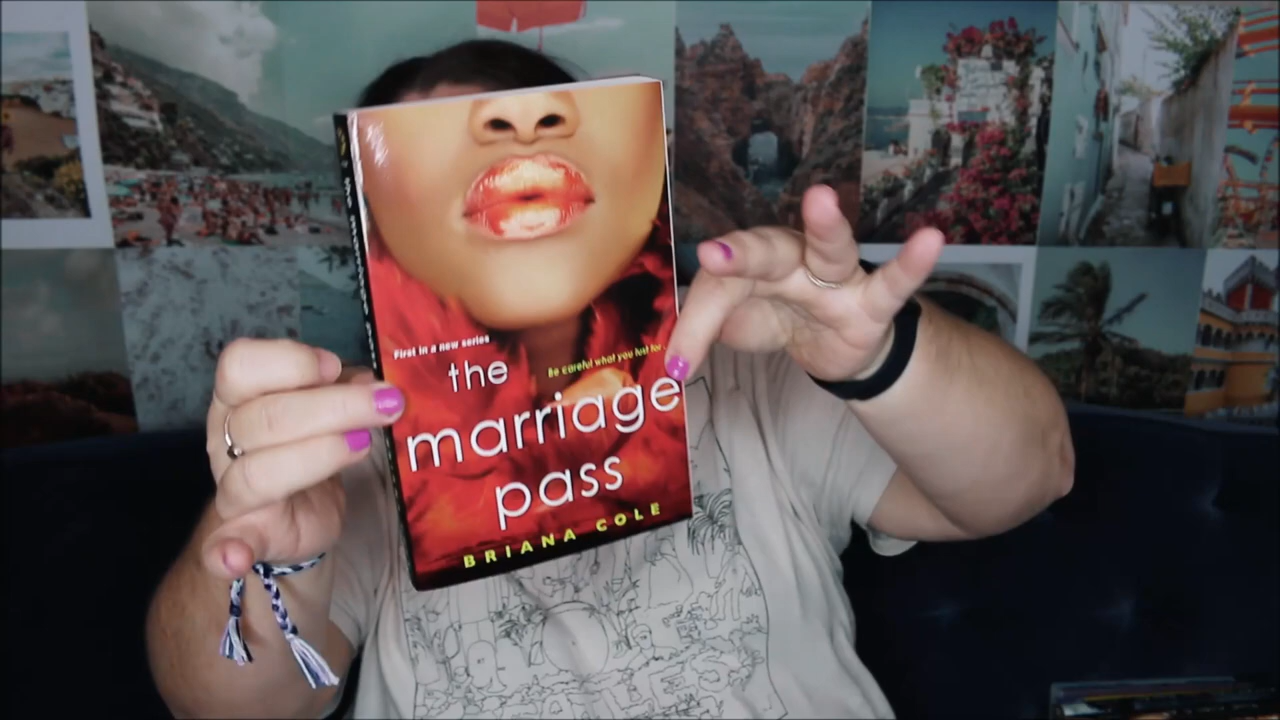 First in a new series
Be careful what you lust for...
the
marriage
pass
BRIANA COLE